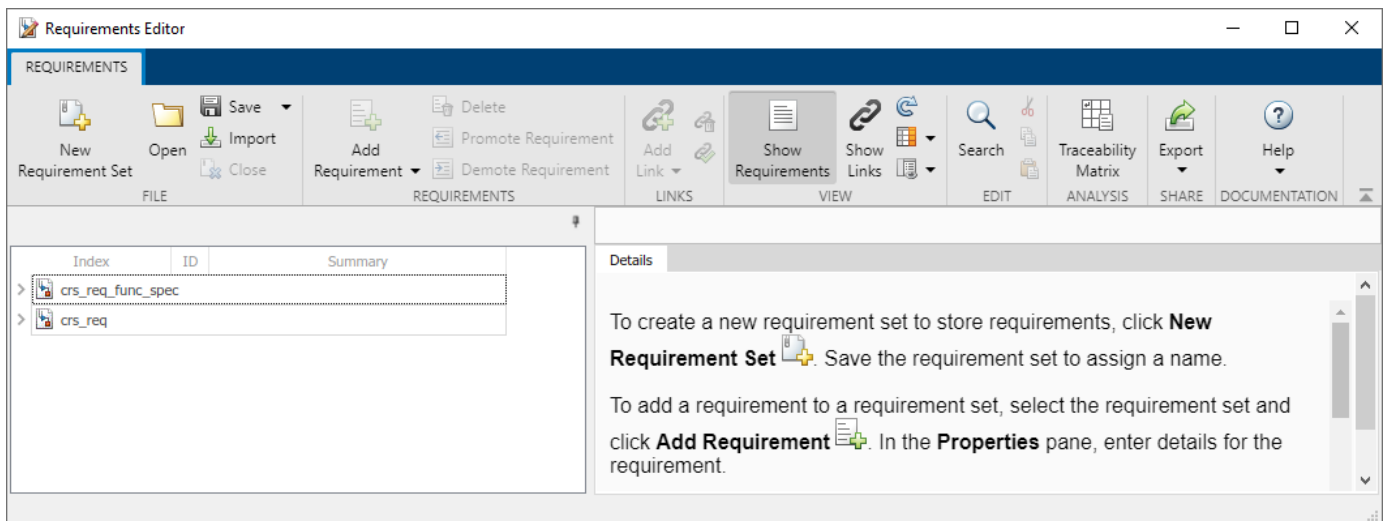 Requirements Editor
REQUIREMENTS
New
Requirement Set
Open
Save
Import
Close
FILE
Add
Requirement
Delete
Promote Requirement
Demote Requirement
REQUIREMENTS
Add
Link
LINKS
Show
Requirements
Show
Links
VIEW
Search
EDIT
Traceability
Matrix
ANALYSIS
Export
SHARE
Help
DOCUMENTATION
Index ID Summary
crs_req_func_spec
crs_req
Details
To create a new requirement set to store requirements, click New
Requirement Set . Save the requirement set to assign a name.
To add a requirement to a requirement set, select the requirement set and
click Add Requirement . In the Properties pane, enter details for the
requirement.